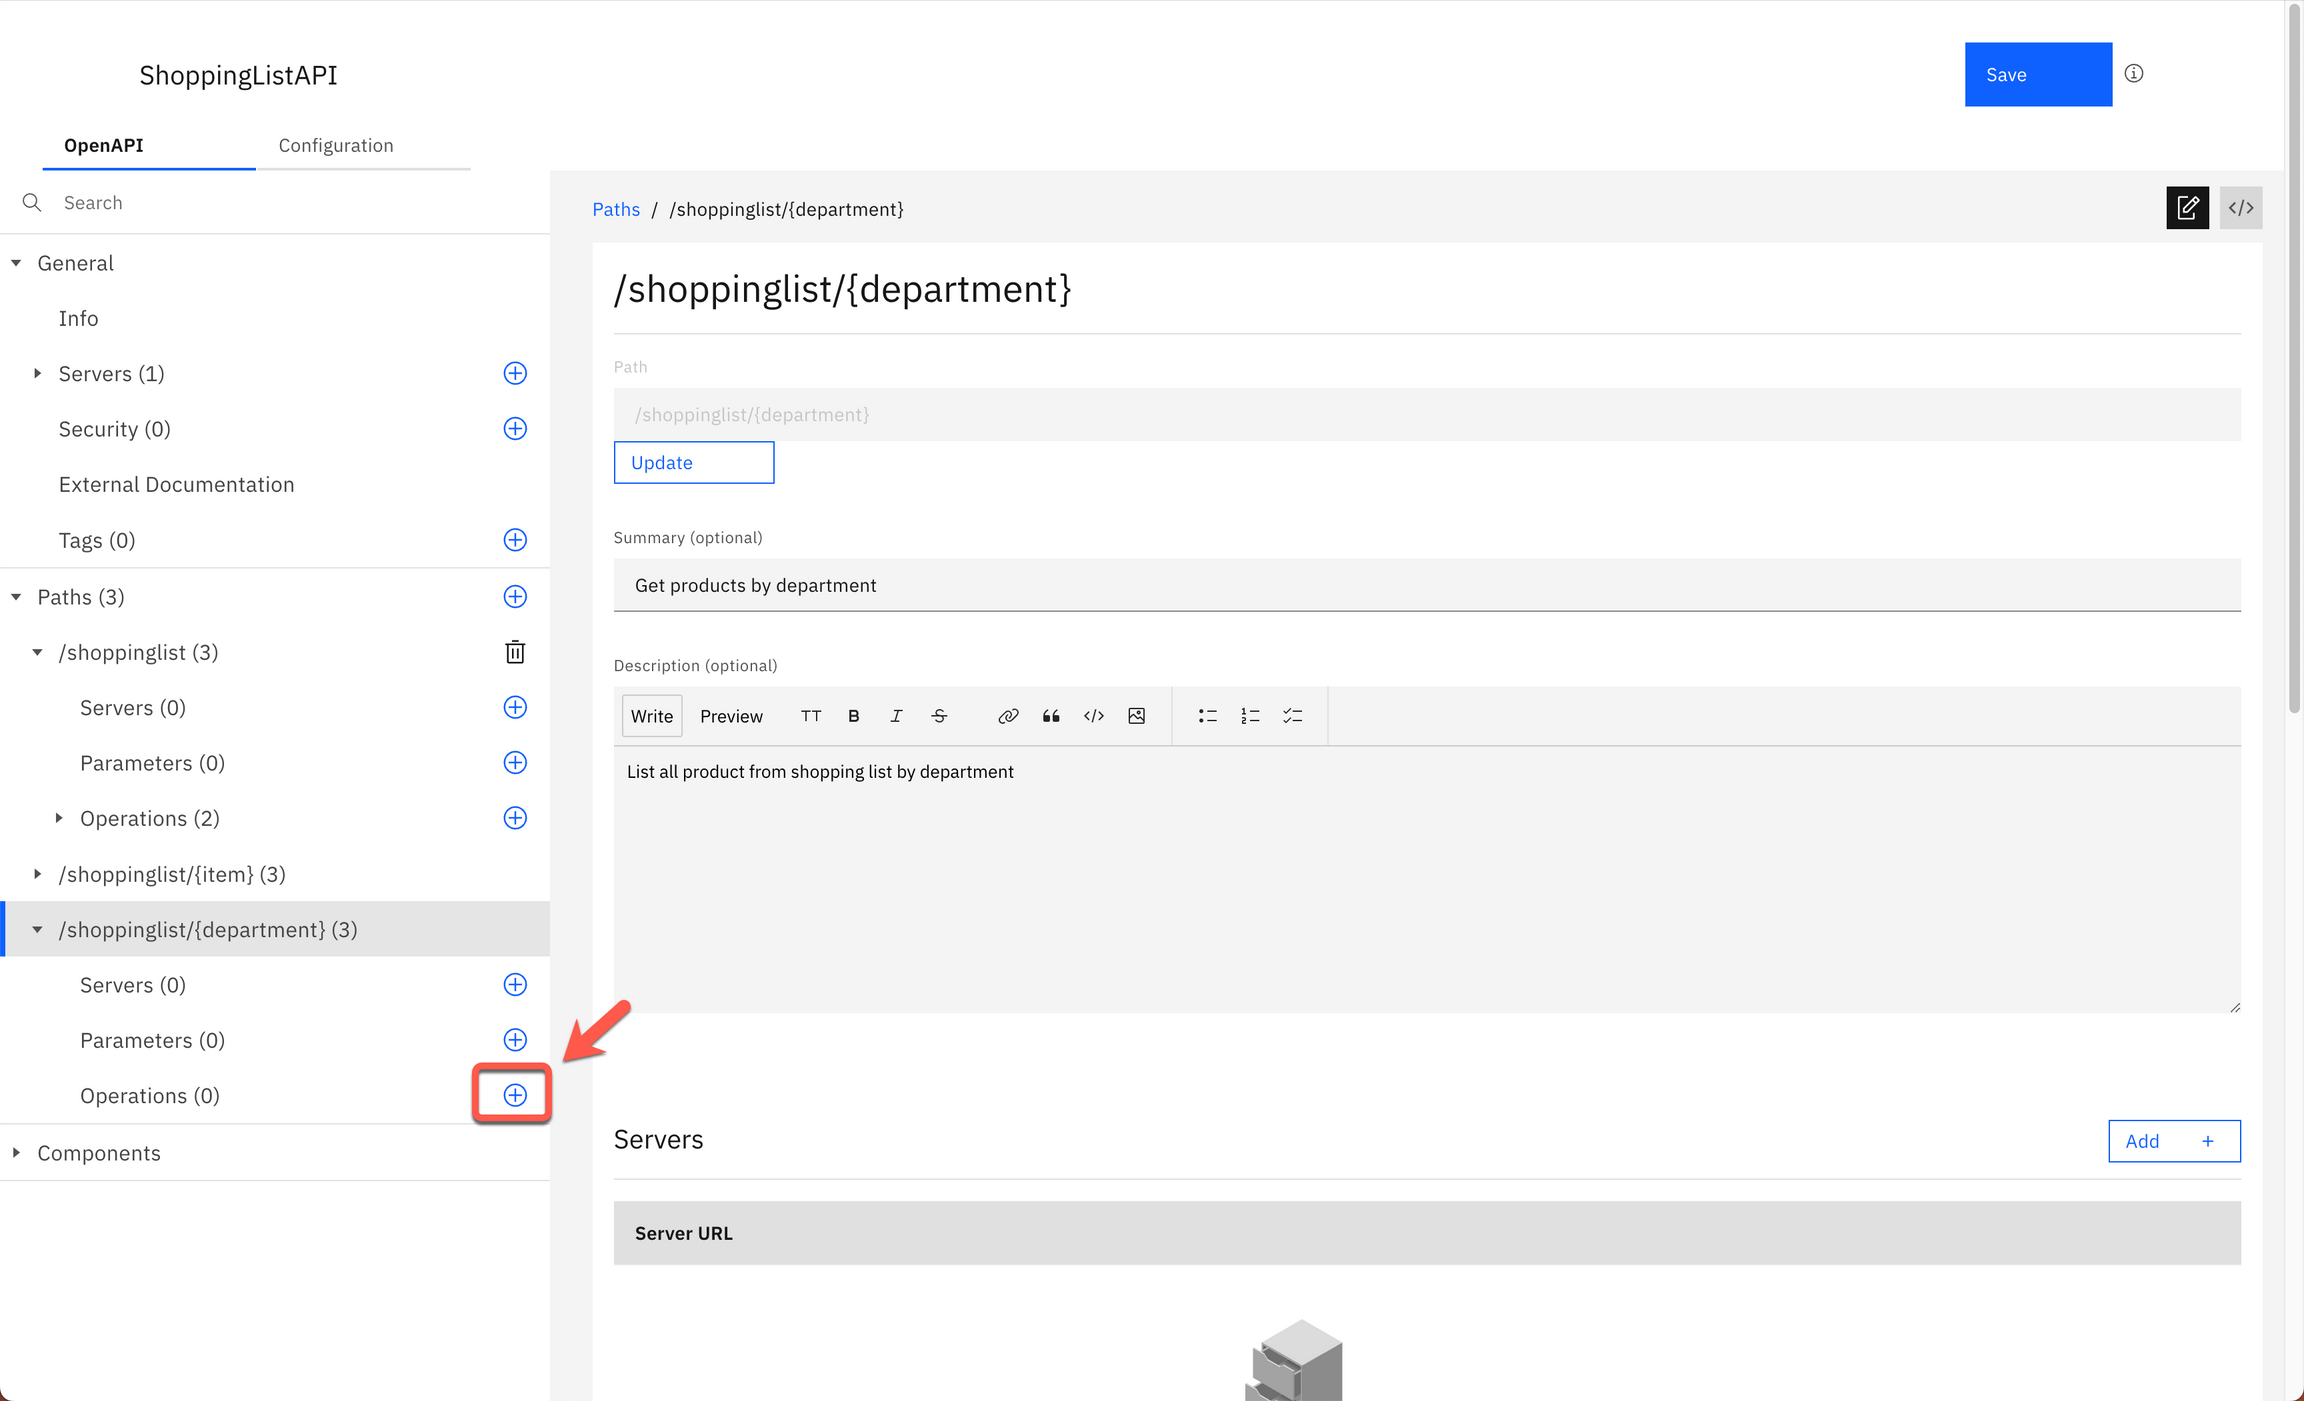 ShoppingListAPI
Save
OpenAPI
Configuration
Search
General
Info
Servers (1)
Security (0)
External Documentation
Tags (0)
Paths (3)
/shoppinglist (3)
Servers (0)
Parameters (0)
Operations (2)
/shoppinglist/{item} (3)
/shoppinglist/{department} (3)
Servers (0)
Parameters (0)
Operations (0)
Components
Paths / /shoppinglist/{department}
/shoppinglist/{department}
Path
/shoppinglist/{department}
Update
Summary (optional)
Get products by department
Description (optional)
Write Preview TT B I S
List all product from shopping list by department
Servers
Add +
Server URL